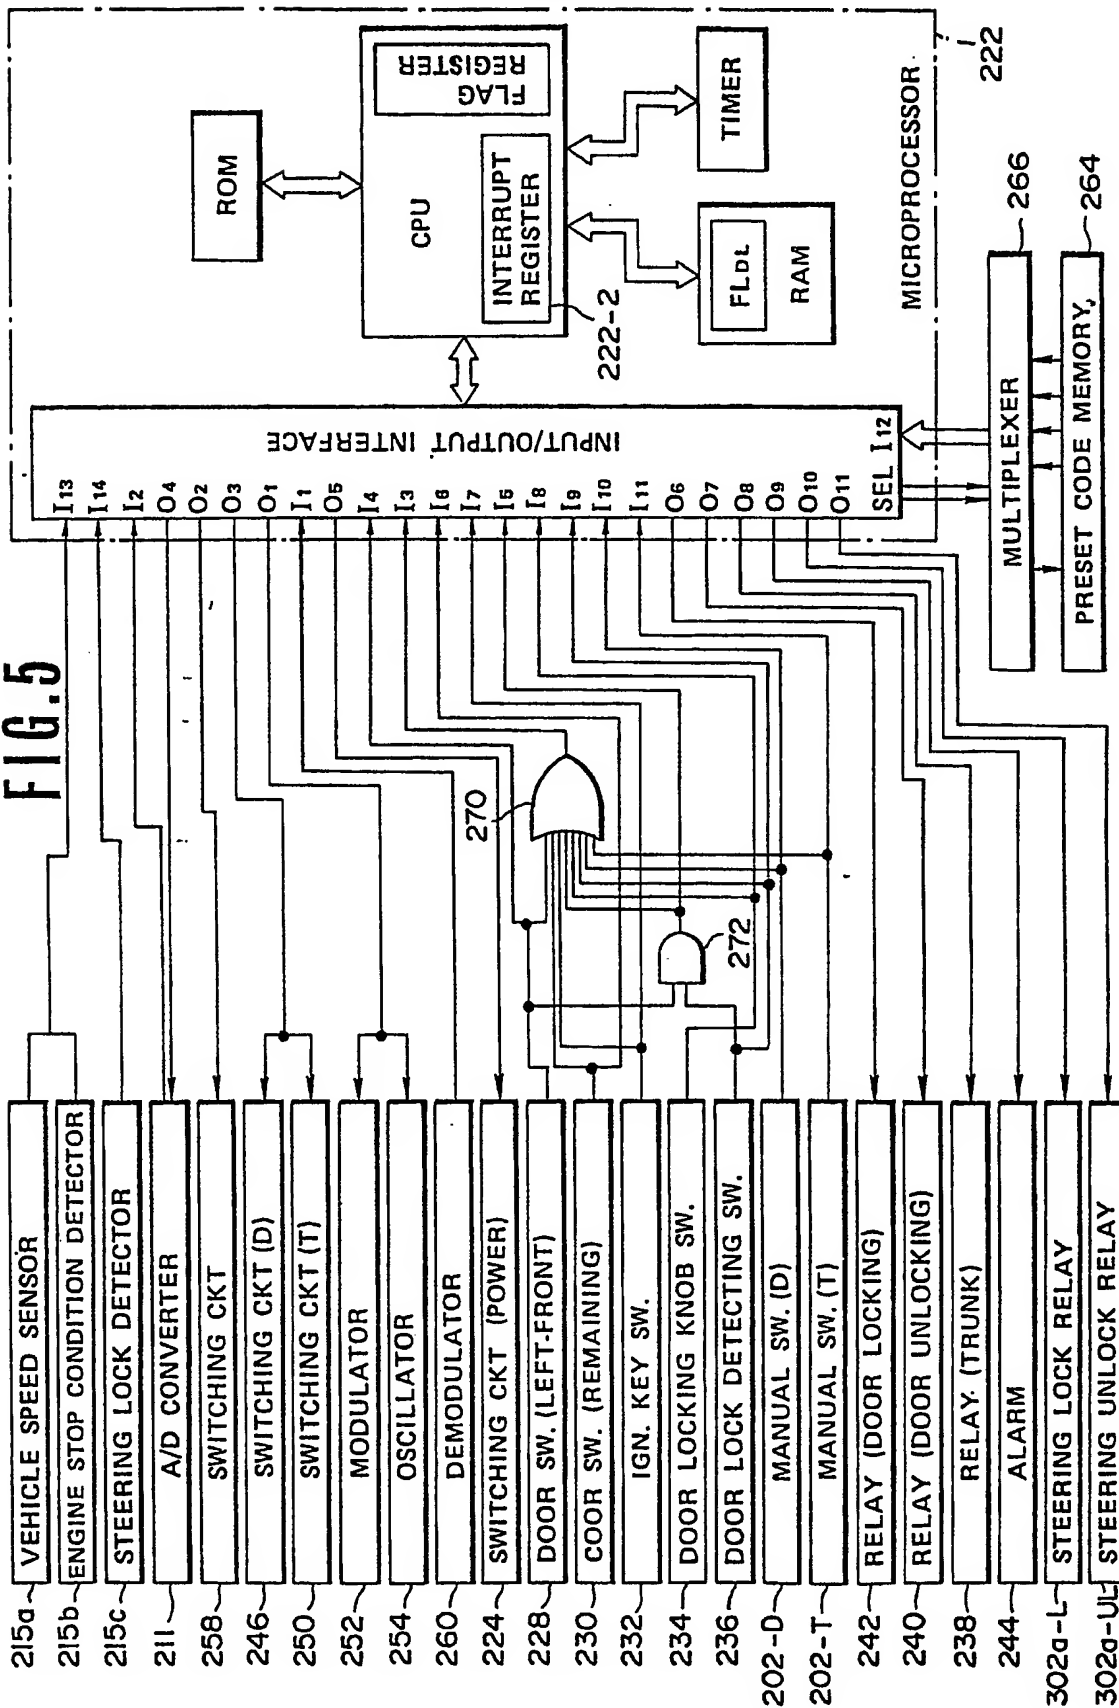 FIG.5
215a VEHICLE SPEED SENSOR
215b ENGINE STOP CONDITION DETECTOR
215c STEERING LOCK DETECTOR
211 A/D CONVERTER
258 SWITCHING CKT
246 SWITCHING CKT (D)
250 SWITCHING CKT (T)
252 MODULATOR
254 OSCILLATOR
260 DEMODULATOR
224 SWITCHING CKT (POWER)
228 DOOR SW. (LEFT-FRONT)
230 COOR SW. (REMAINING)
232 IGN. KEY SW.
234 DOOR LOCKING KNOB SW.
236 DOOR LOCK DETECTING SW.
202-D MANUAL SW. (D)
202-T MANUAL SW. (T)
242 RELAY (DOOR LOCKING)
240 RELAY (DOOR UNLOCKING)
238 RELAY (TRUNK)
244 ALARM
302a-L STEERING LOCK RELAY
302a-UL STEERING UNLOCK RELAY
270
272
I13
I14
I2
O4
O2
O3
O1
I1
O5
I4
I3
I6
I7
I5
I8
I9
I10
I11
O6
O7
O8
O9
O10
O11
SEL I12
INPUT/OUTPUT INTERFACE
ROM
CPU
FLAG
REGISTER
INTERRUPT
REGISTER
222-2
FLDL
RAM
TIMER
MICROPROCESSOR
222
MULTIPLEXER
266
PRESET CODE MEMORY
264